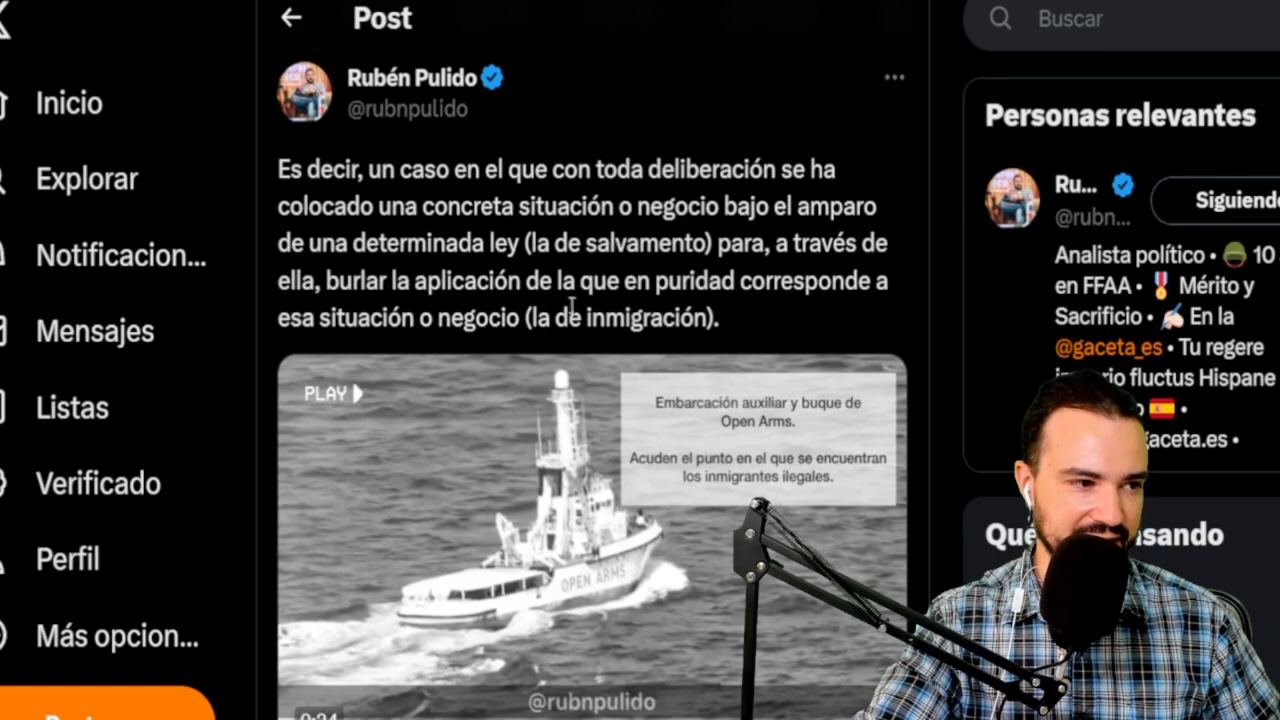 Post
Buscar
Rubén Pulido
@rubnpulido
Inicio
Explorar
Notificacion...
Mensajes
Listas
Verificado
Perfil
Más opcion...
Es decir, un caso en el que con toda deliberación se ha
colocado una concreta situación o negocio bajo el amparo
de una determinada ley (la de salvamento) para, a través de
ella, burlar la aplicación de la que en puridad corresponde a
esa situación o negocio (la de inmigración).
PLAY
Embarcación auxiliar y buque de
Open Arms.
Acuden el punto en el que se encuentran
los inmigrantes ilegales.
OPEN ARMS
@rubnpulido
0:24
Personas relevantes
Ru...
@rubn...
Siguiendo
Analista político • 10
en FFAA • Mérito y
Sacrificio • En la
@gaceta_es • Tu regere
fluctus Hispane
•
gaceta.es •